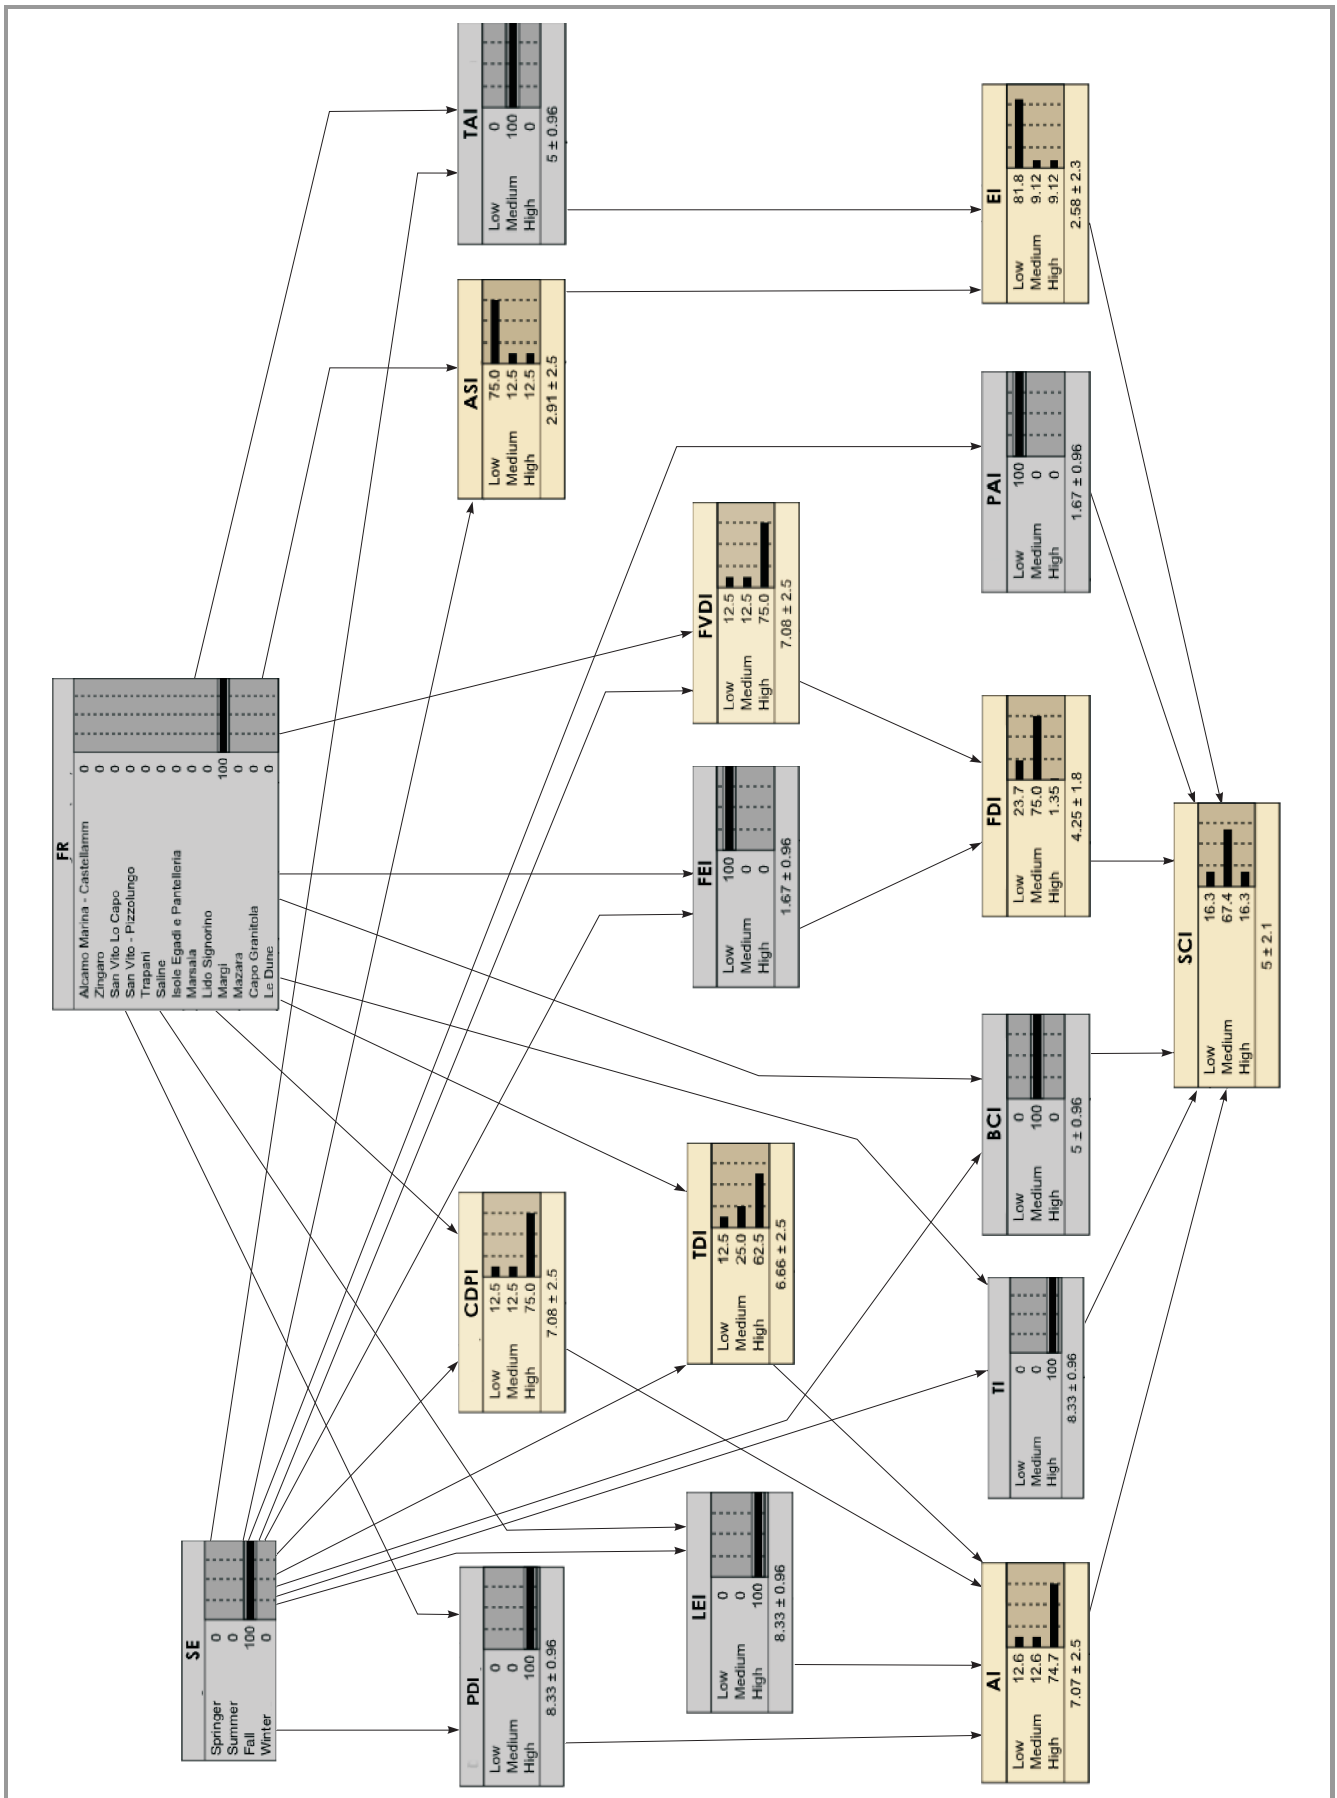 FR
Alcamo Marina - Castellamm 0
Zingaro 0
San Vito Lo Capo 0
San Vito - Pizzolungo 0
Trapani 0
Saline 0
Isole Egadi e Pantelleria 0
Marsala 0
Lido Signorino 0
Margi 100
Mazara 0
Capo Granitola 0
Le Dune 0
SE
Springer 0
Summer 0
Fall 100
Winter 0
PDI
Low 0
Medium 0
High 100
8.33 ± 0.96
CDPI
Low 12.5
Medium 12.5
High 75.0
7.08 ± 2.5
ASI
Low 75.0
Medium 12.5
High 12.5
2.91 ± 2.5
TAI
Low 0
Medium 100
High 0
5 ± 0.96
LEI
Low 0
Medium 0
High 100
8.33 ± 0.96
TDI
Low 12.5
Medium 25.0
High 62.5
6.66 ± 2.5
FEI
Low 100
Medium 0
High 0
1.67 ± 0.96
FVDI
Low 12.5
Medium 12.5
High 75.0
7.08 ± 2.5
AI
Low 12.6
Medium 12.6
High 74.7
7.07 ± 2.5
TI
Low 0
Medium 0
High 100
8.33 ± 0.96
BCI
Low 0
Medium 100
High 0
5 ± 0.96
FDI
Low 23.7
Medium 75.0
High 1.35
4.25 ± 1.8
PAI
Low 100
Medium 0
High 0
1.67 ± 0.96
EI
Low 81.8
Medium 9.12
High 9.12
2.58 ± 2.3
SCI
Low 16.3
Medium 67.4
High 16.3
5 ± 2.1